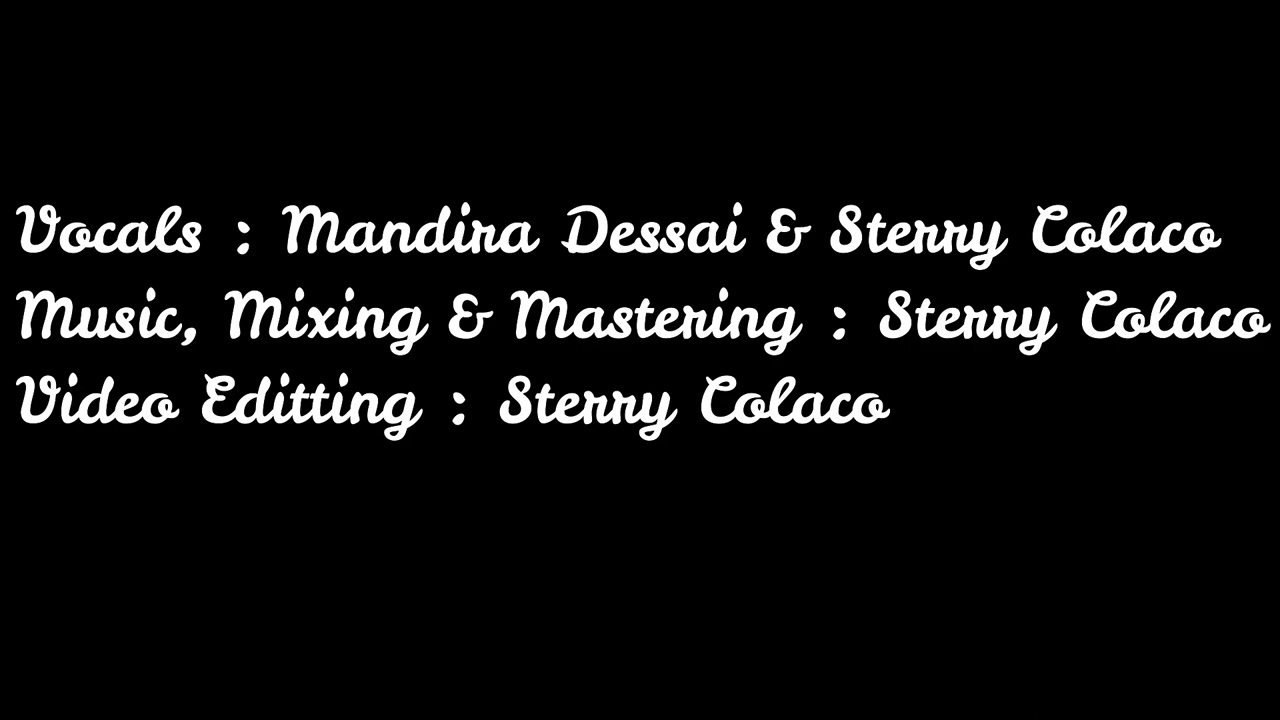 Vocals : Mandira Dessai & Sterry Colaco
Music, Mixing & Mastering : Sterry Colaco
Video Editting : Sterry Colaco